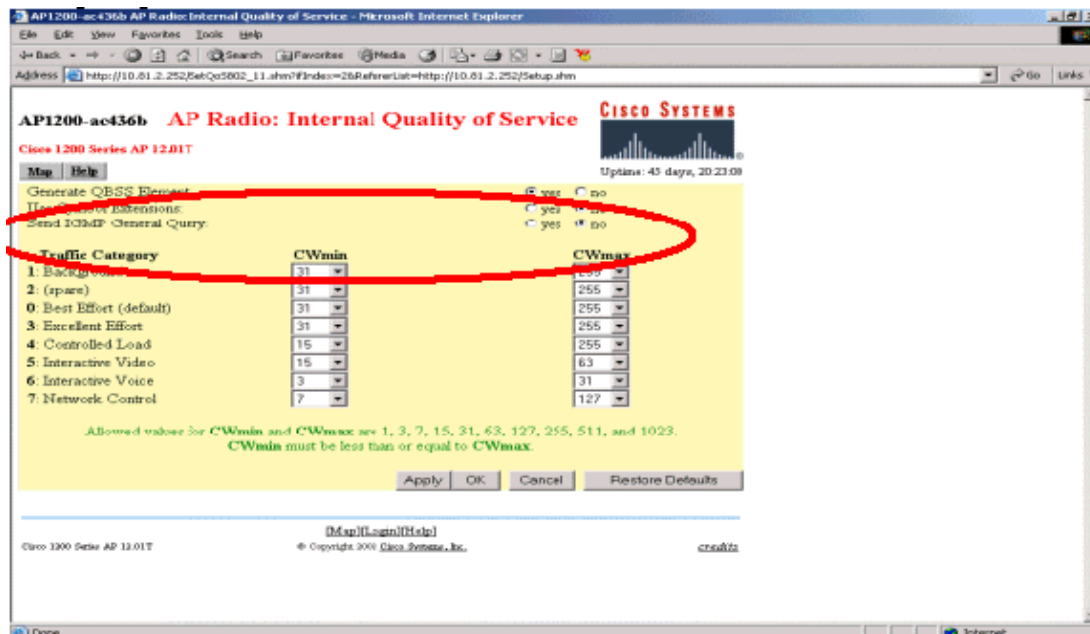 AP1200-ac436b AP Radio: Internal Quality of Service - Microsoft Internet Explorer
File Edit View Favorites Tools Help
Back Search Favorites Media
Address http://10.81.2.252/SetQoS802_11.shm?ifIndex=2&RefererList=http://10.81.2.252/Setup.shm Go Links
AP1200-ac436b AP Radio: Internal Quality of Service
CISCO SYSTEMS
Cisco 1200 Series AP 12.01T
Map Help
Uptime: 45 days, 20:23:09
Generate QBSS Element yes no
Extensions: yes no
Send IGMP General Query: yes no
Traffic Category CWmin CWmax
1: Background 31 255
2: (spare) 31 255
0: Best Effort (default) 31 255
3: Excellent Effort 31 255
4: Controlled Load 15 255
5: Interactive Video 15 63
6: Interactive Voice 3 31
7: Network Control 7 127
Allowed values for CWmin and CWmax are 1, 3, 7, 15, 31, 63, 127, 255, 511, and 1023.
CWmin must be less than or equal to CWmax.
Apply OK Cancel Restore Defaults
[Map][Login][Help]
Cisco 1200 Series AP 12.01T © Copyright Cisco Systems, Inc. credits
Done Internet